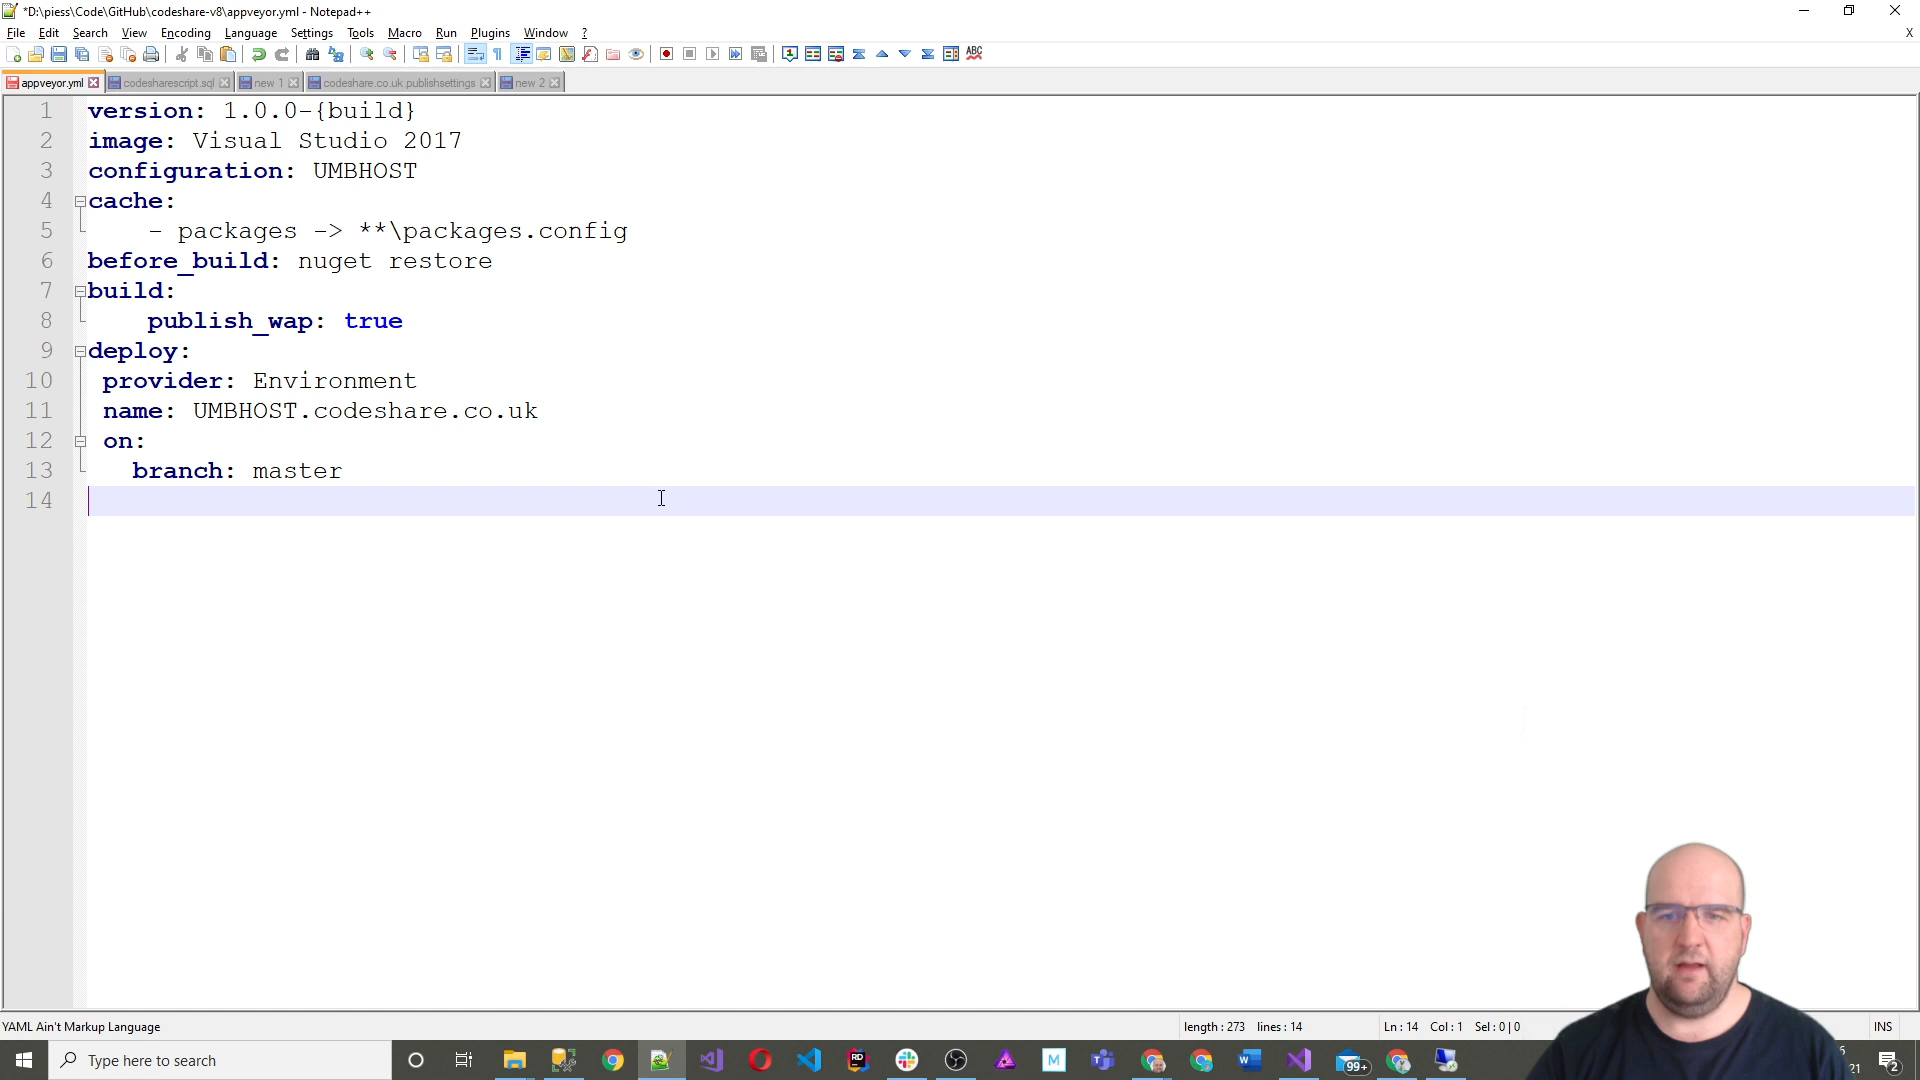 *D:\piess\Code\GitHub\codeshare-v8\appveyor.yml - Notepad++
File Edit Search View Encoding Language Settings Tools Macro Run Plugins Window ? X
appveyor.yml codesharescript.sql new 1 codeshare.co.uk.publishsettings new 2
1 version: 1.0.0-{build}
2 image: Visual Studio 2017
3 configuration: UMBHOST
4 cache:
5 - packages -> **\packages.config
6 before_build: nuget restore
7 build:
8 publish_wap: true
9 deploy:
10 provider: Environment
11 name: UMBHOST.codeshare.co.uk
12 on:
13 branch: master
14
YAML Ain't Markup Language length : 273 lines : 14 Ln : 14 Col : 1 Sel : 0 | 0 INS
Type here to search 99+ 21 2